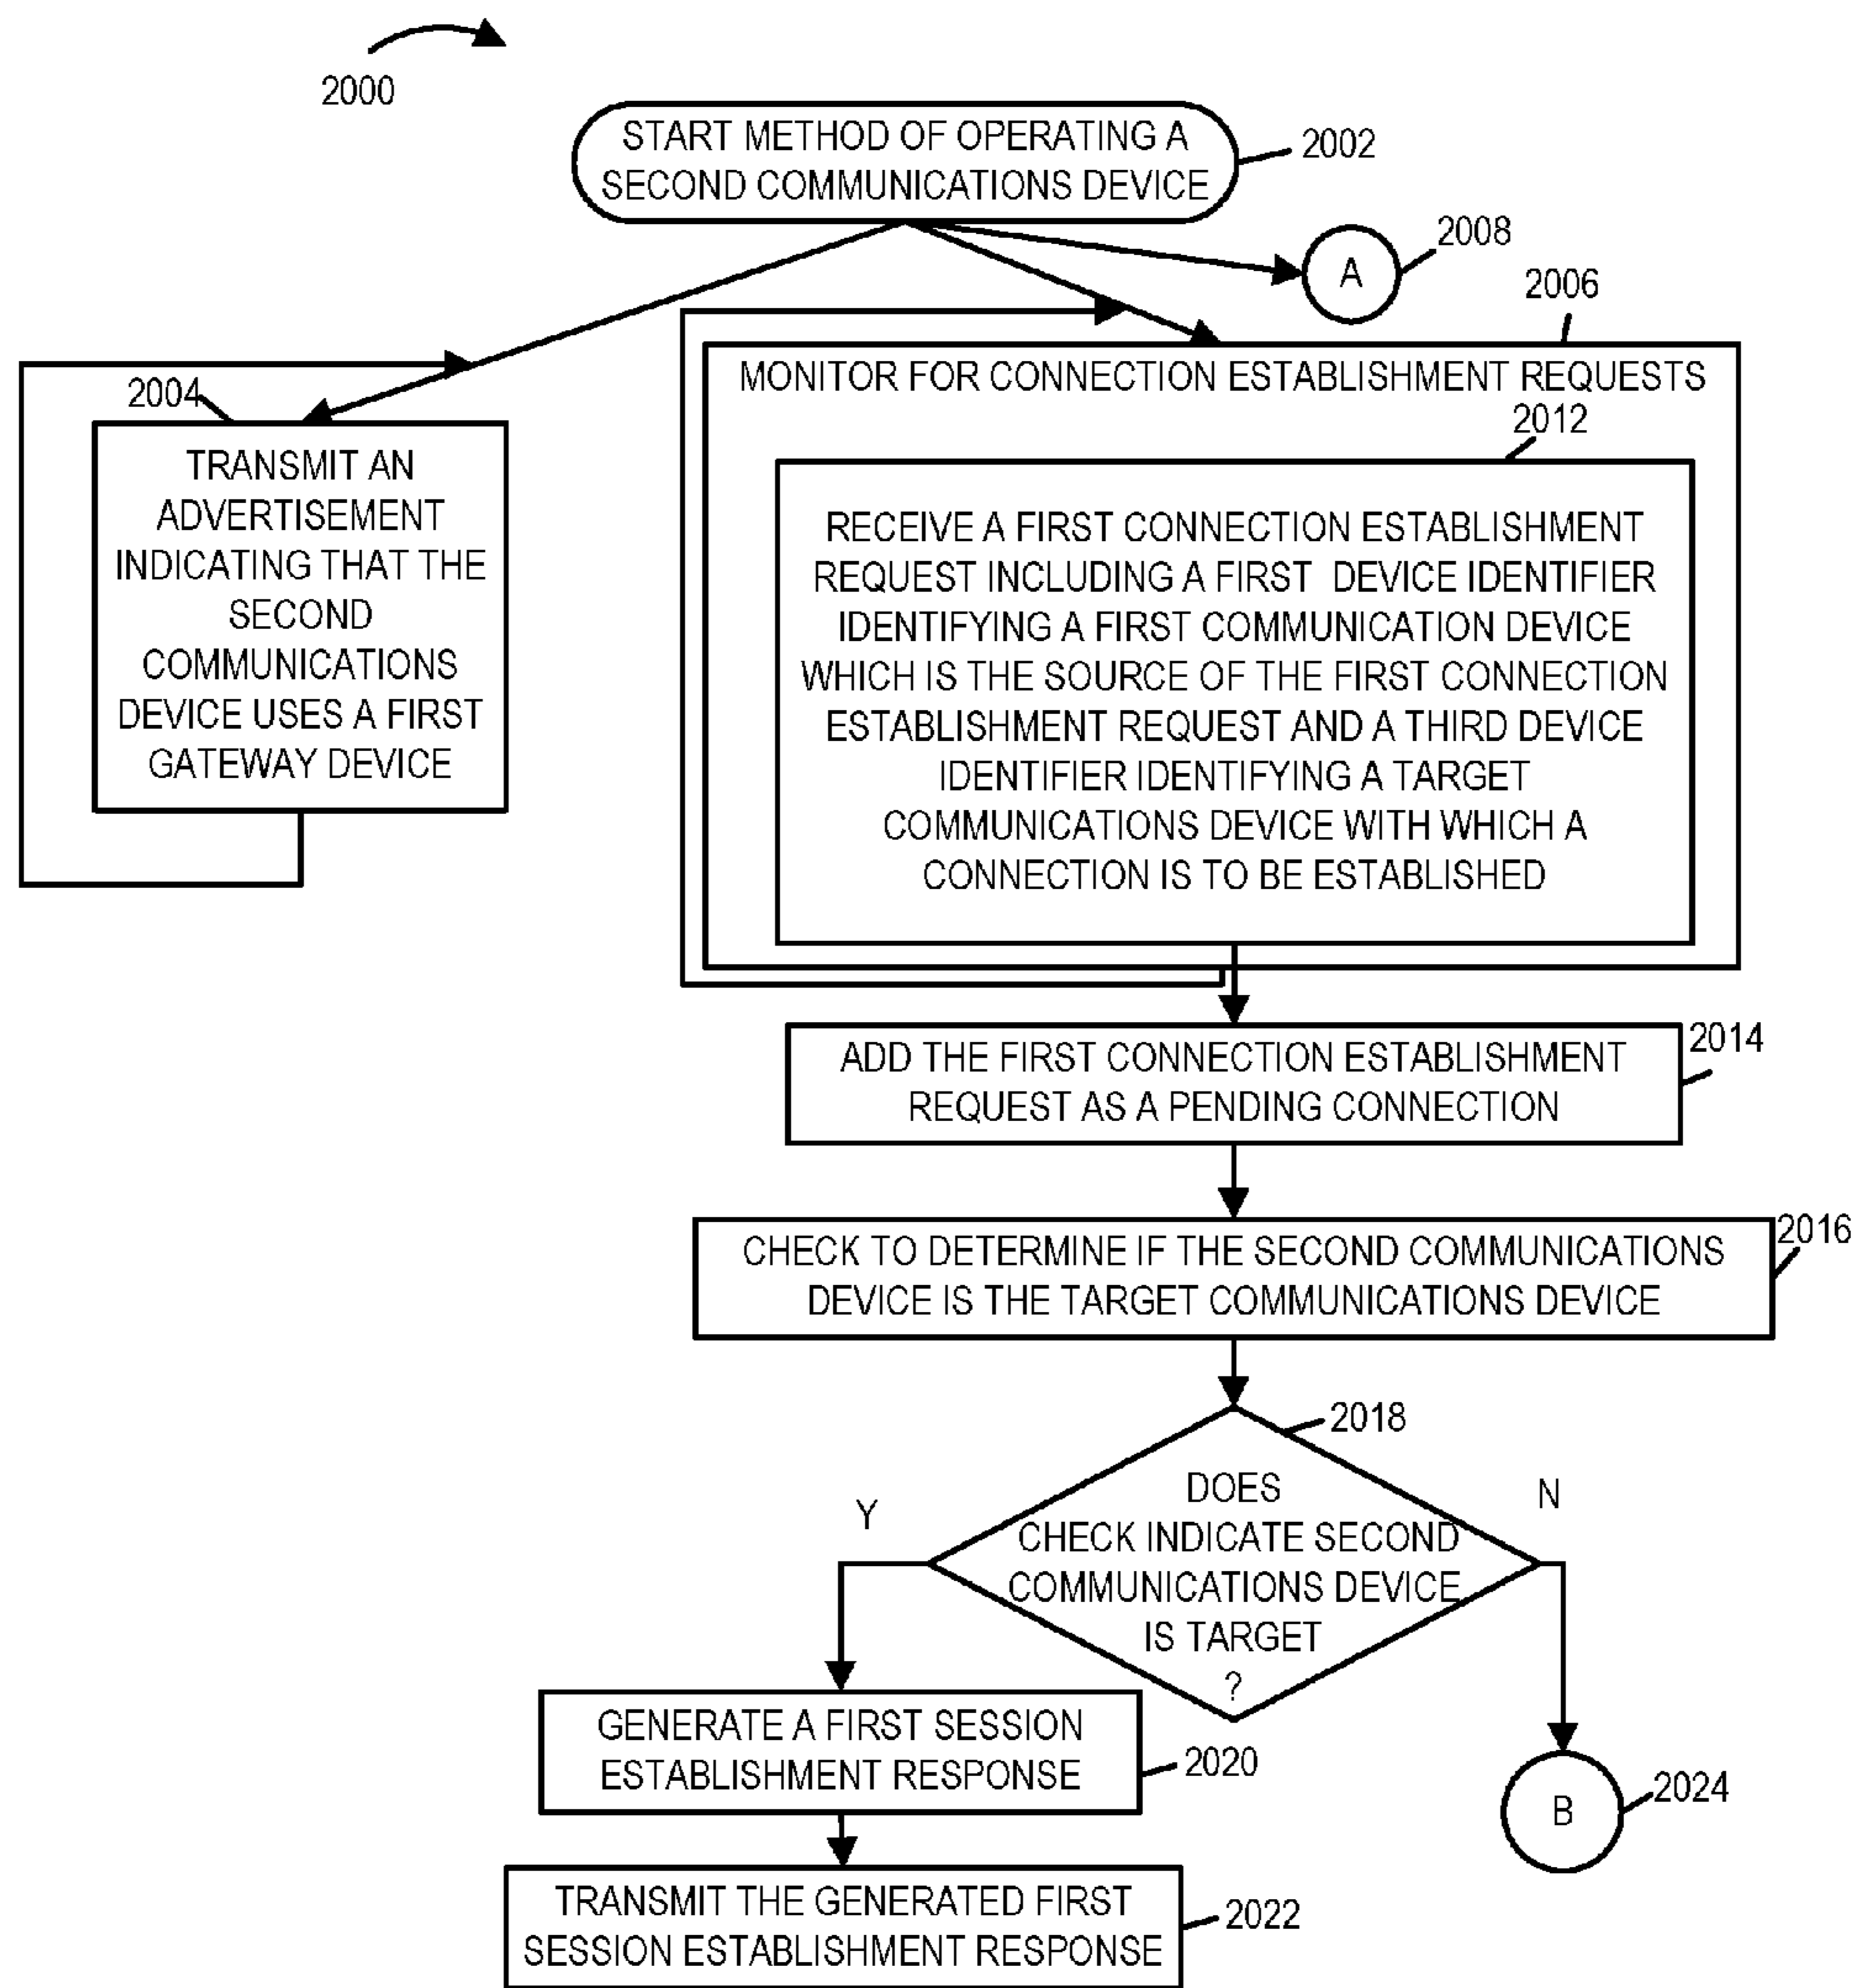 2000
START METHOD OF OPERATING A
SECOND COMMUNICATIONS DEVICE
2002
A
2008
2006
2004
TRANSMIT AN
ADVERTISEMENT
INDICATING THAT THE
SECOND
COMMUNICATIONS
DEVICE USES A FIRST
GATEWAY DEVICE
MONITOR FOR CONNECTION ESTABLISHMENT REQUESTS
2012
RECEIVE A FIRST CONNECTION ESTABLISHMENT
REQUEST INCLUDING A FIRST DEVICE IDENTIFIER
IDENTIFYING A FIRST COMMUNICATION DEVICE
WHICH IS THE SOURCE OF THE FIRST CONNECTION
ESTABLISHMENT REQUEST AND A THIRD DEVICE
IDENTIFIER IDENTIFYING A TARGET
COMMUNICATIONS DEVICE WITH WHICH A
CONNECTION IS TO BE ESTABLISHED
ADD THE FIRST CONNECTION ESTABLISHMENT
REQUEST AS A PENDING CONNECTION
2014
CHECK TO DETERMINE IF THE SECOND COMMUNICATIONS
DEVICE IS THE TARGET COMMUNICATIONS DEVICE
2016
2018
DOES
CHECK INDICATE SECOND
COMMUNICATIONS DEVICE
IS TARGET
?
Y
N
GENERATE A FIRST SESSION
ESTABLISHMENT RESPONSE
2020
B
2024
TRANSMIT THE GENERATED FIRST
SESSION ESTABLISHMENT RESPONSE
2022